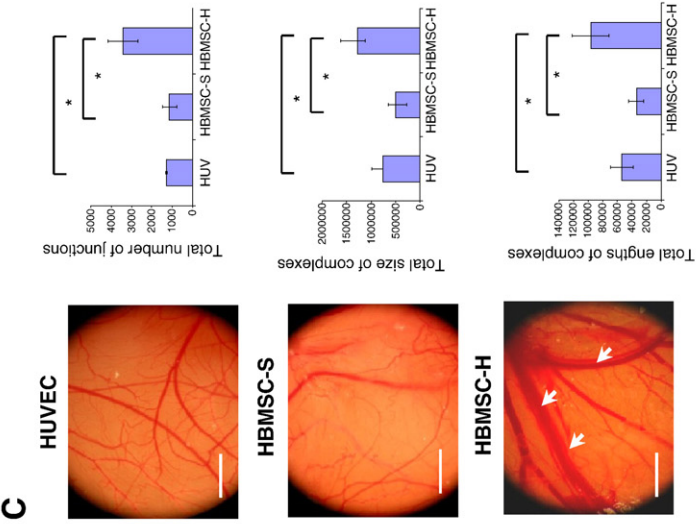 C
HUVEC
HBMSC-S
HBMSC-H
Total number of junctions
5000
4000
3000
2000
1000
0
HUV HBMSC-S HBMSC-H
*
*
Total size of complexes
2000000
1500000
1000000
500000
0
HUV HBMSC-S HBMSC-H
*
*
Total engths of complexes
140000
120000
100000
80000
60000
40000
20000
0
HUV HBMSC-S HBMSC-H
*
*